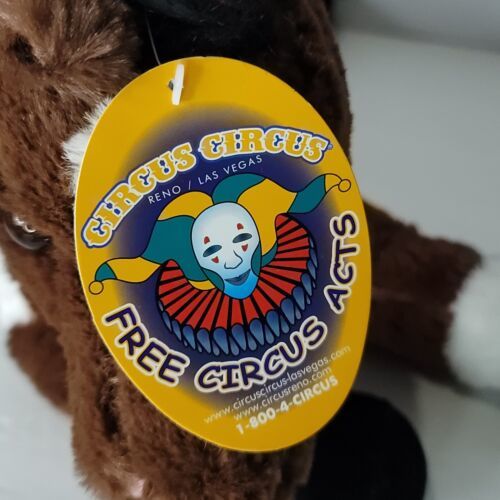 CIRCUS CIRCUS®
RENO / LAS VEGAS
FREE CIRCUS ACTS
www.circuscircus-lasvegas.com
www.circusreno.com
1-800-4-CIRCUS